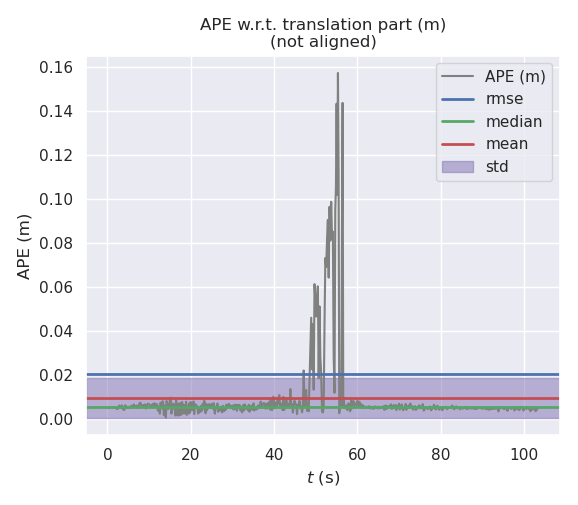 APE w.r.t. translation part (m)
(not aligned)
0.16
0.14
0.12
0.10
0.08
0.06
0.04
0.02
0.00
APE (m)
APE (m)
rmse
median
mean
std
0
20
40
60
80
100
t (s)